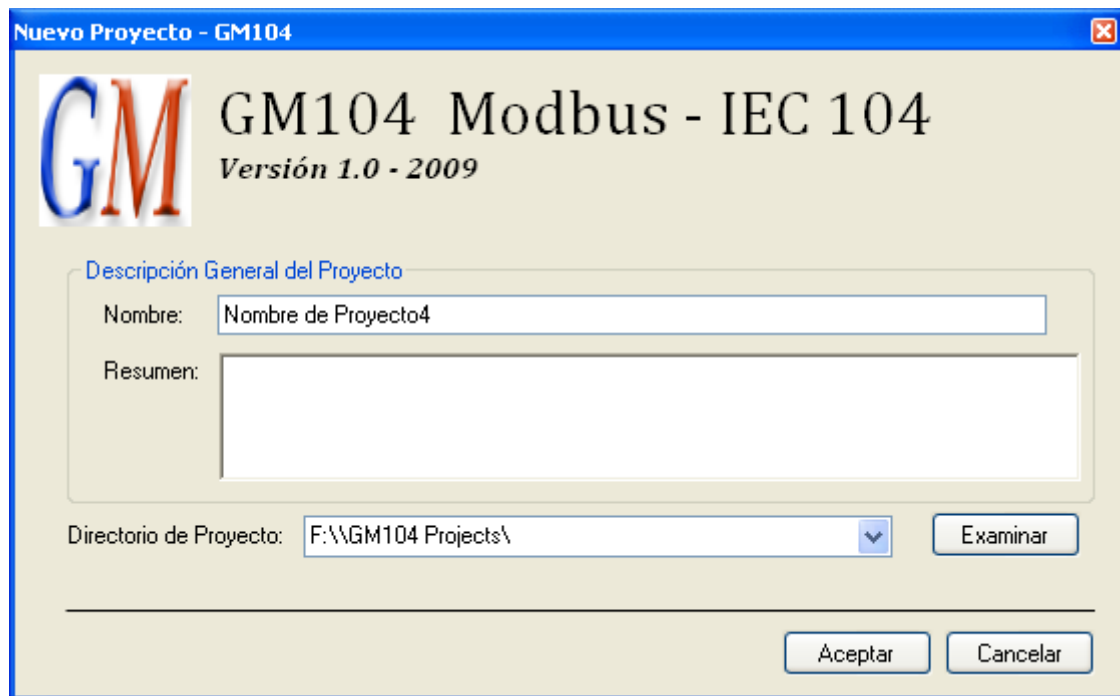 Nuevo Proyecto - GM104
GM
GM104 Modbus - IEC 104
Versión 1.0 - 2009
Descripción General del Proyecto
Nombre: Nombre de Proyecto4
Resumen:
Directorio de Proyecto: F:\\GM104 Projects\ Examinar
Aceptar Cancelar